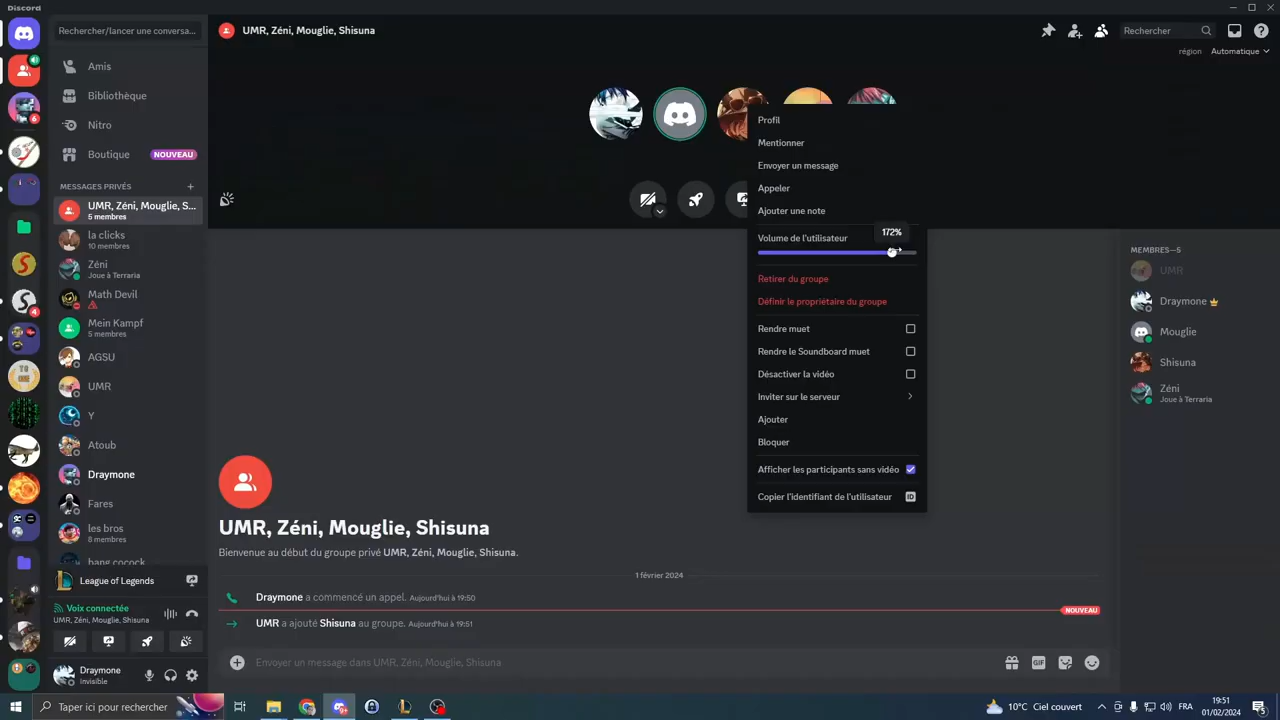 Discord
Rechercher/lancer une conversa...
UMR, Zéni, Mouglie, Shisuna
Rechercher
région
Automatique
Amis
Bibliothèque
Nitro
Boutique
NOUVEAU
MESSAGES PRIVÉS
+
UMR, Zéni, Mouglie, S...
5 membres
la clicks
10 membres
Zéni
Joue à Terraria
Math Devil
Mein Kampf
5 membres
AGSU
UMR
Y
Atoub
Draymone
Fares
les bros
8 membres
bang cocock
6
4
Profil
Mentionner
Envoyer un message
Appeler
Ajouter une note
Volume de l'utilisateur
172%
Retirer du groupe
Définir le propriétaire du groupe
Rendre muet
Rendre le Soundboard muet
Désactiver la vidéo
Inviter sur le serveur
Ajouter
Bloquer
Afficher les participants sans vidéo
Copier l'identifiant de l'utilisateur
ID
MEMBRES—5
UMR
Draymone
Mouglie
Shisuna
Zéni
Joue à Terraria
UMR, Zéni, Mouglie, Shisuna
Bienvenue au début du groupe privé UMR, Zéni, Mouglie, Shisuna.
1 février 2024
Draymone a commencé un appel. Aujourd'hui à 19:50
NOUVEAU
UMR a ajouté Shisuna au groupe. Aujourd'hui à 19:51
Envoyer un message dans UMR, Zéni, Mouglie, Shisuna
GIF
League of Legends
Voix connectée
UMR, Zéni, Mouglie, Shisuna
Draymone
Invisible
Taper ici pour rechercher
10°C Ciel couvert
FRA
19:51
01/02/2024